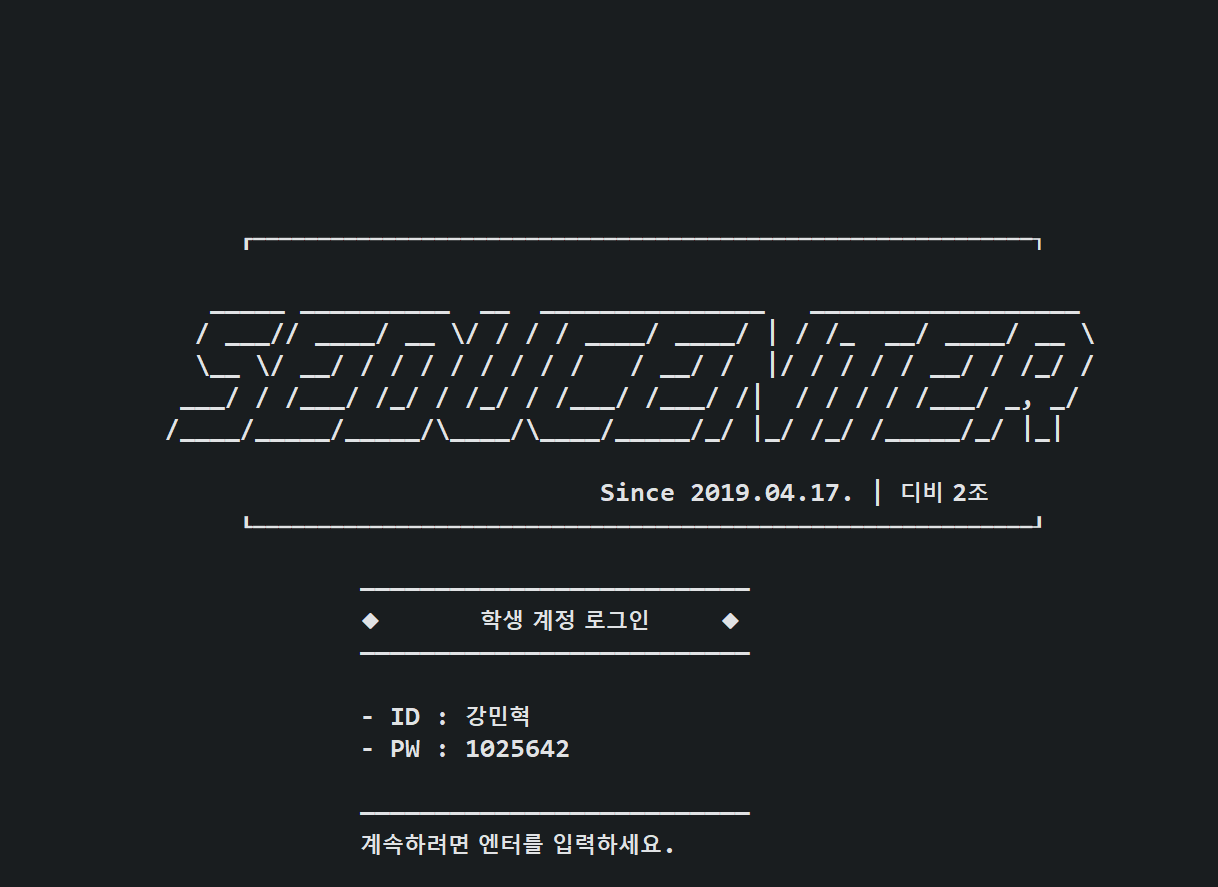 SEDUCENTER
Since 2019.04.17. | 디비 2조
◆ 학생 계정 로그인 ◆
- ID : 강민혁
- PW : 1025642
계속하려면 엔터를 입력하세요.